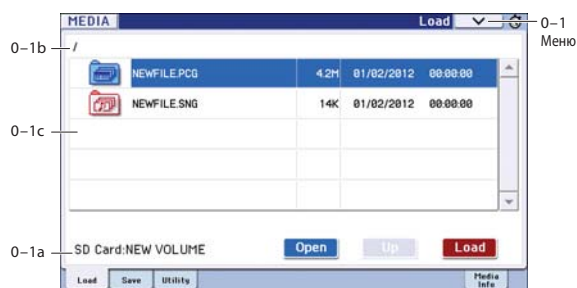 MEDIA Load
0–1
Меню
0–1b /
NEWFILE.PCG 4.2M 01/02/2012 00:00:00
NEWFILE.SNG 14K 01/02/2012 00:00:00
0–1c
0–1a SD Card:NEW VOLUME Open Up Load
Load Save Utility Media Info